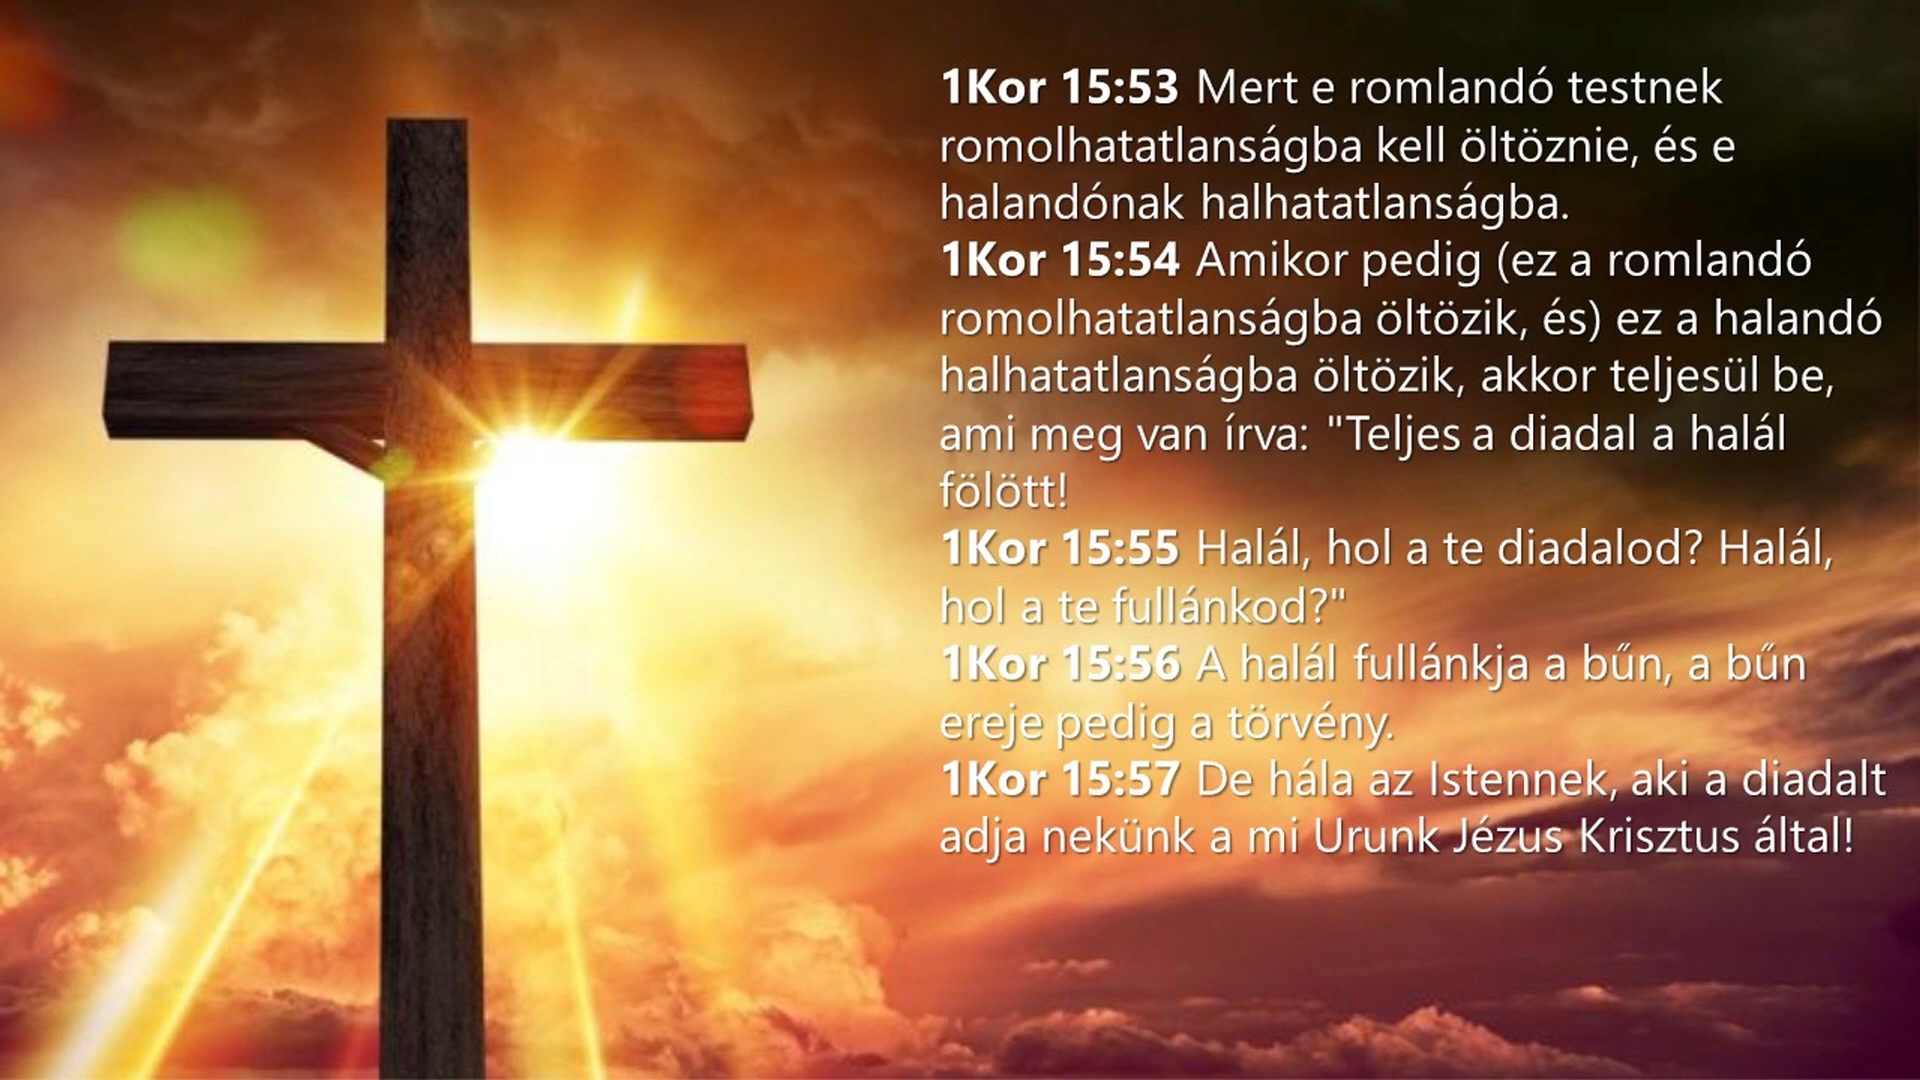 1Kor 15:53 Mert e romlandó testnek
romolhatatlanságba kell öltöznie, és e
halandónak halhatatlanságba.
1Kor 15:54 Amikor pedig (ez a romlandó
romolhatatlanságba öltözik, és) ez a halandó
halhatatlanságba öltözik, akkor teljesül be,
ami meg van írva: "Teljes a diadal a halál
fölött!
1Kor 15:55 Halál, hol a te diadalod? Halál,
hol a te fullánkod?"
1Kor 15:56 A halál fullánkja a bűn, a bűn
ereje pedig a törvény.
1Kor 15:57 De hála az Istennek, aki a diadalt
adja nekünk a mi Urunk Jézus Krisztus által!